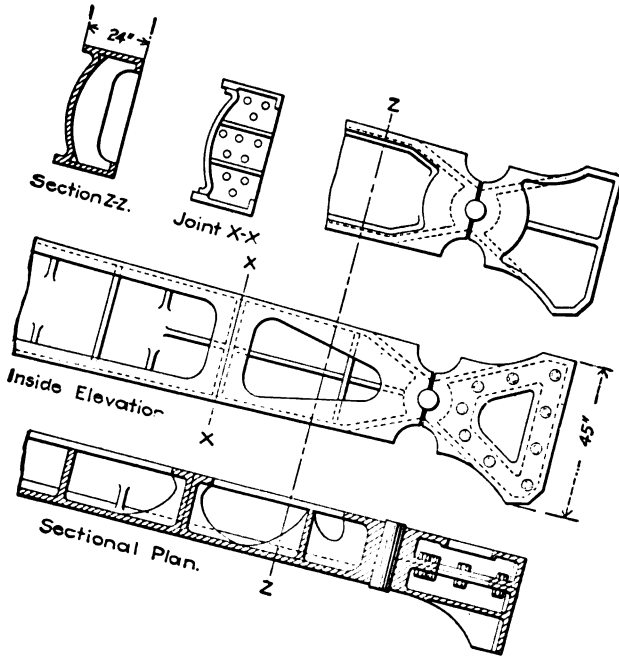 24"
Section Z-Z.
Joint X-X
Z
X
Inside Elevation
X
45"
Sectional Plan.
Z